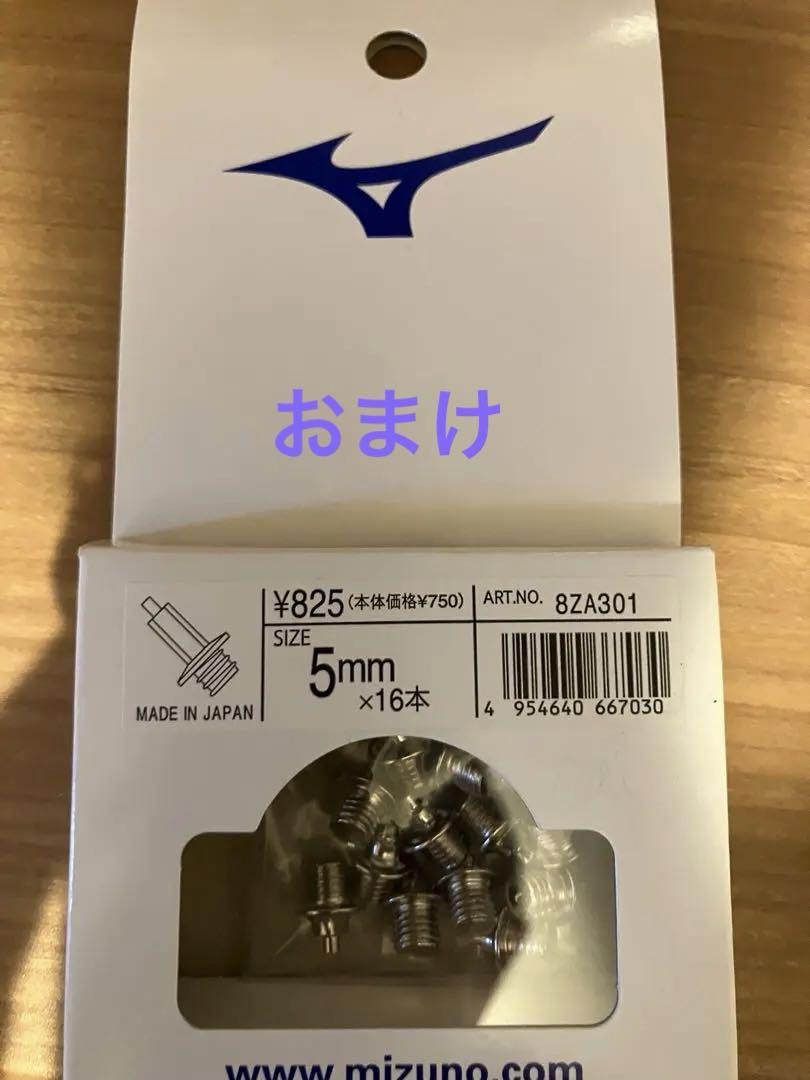 おまけ
¥825(本体価格¥750)
ART.NO. 8ZA301
SIZE
5mm
×16本
MADE IN JAPAN
4 954640 667030
www.mizuno.com